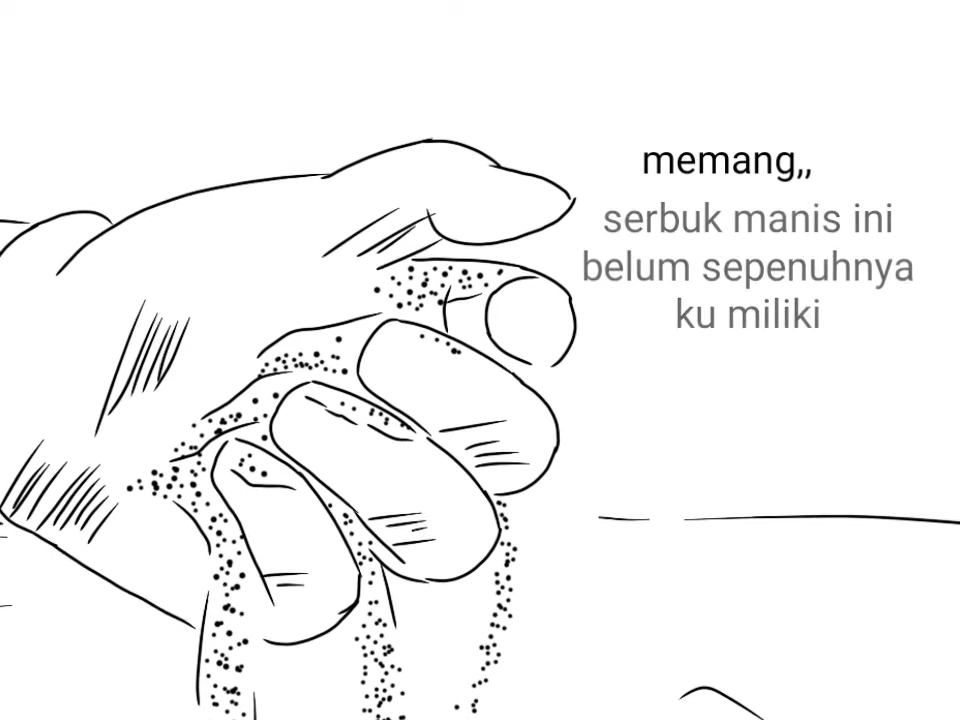 memang,,
serbuk manis ini
belum sepenuhnya
ku miliki